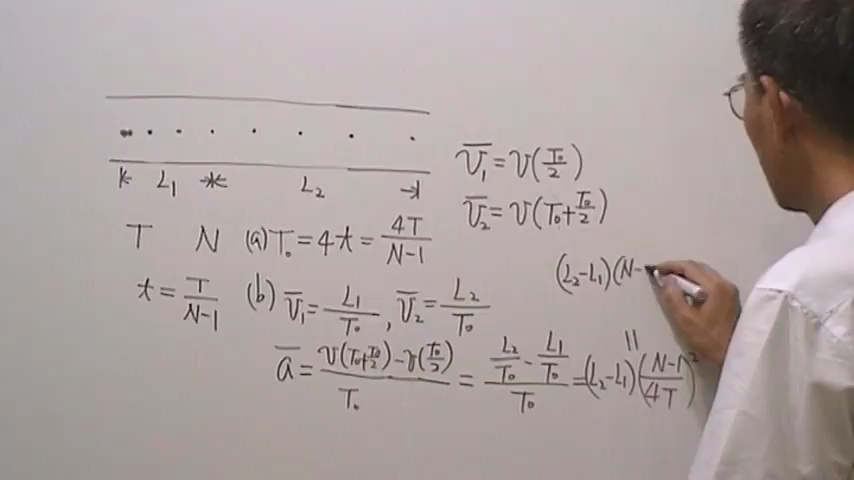 L₁ L₂
v̄₁ = v(T₀/2)
v̄₂ = v(T₀+T₀/2)
T N (a) T₀ = 4t = 4T/(N-1)
t = T/(N-1)
(b) v̄₁ = L₁/T₀ , v̄₂ = L₂/T₀
(L₂-L₁)(N-
||
ā = (v(T₀+T₀/2) - v(T₀/2))/T₀ = (L₂/T₀ - L₁/T₀)/T₀ = (L₂-L₁)((N-1)/4T)²